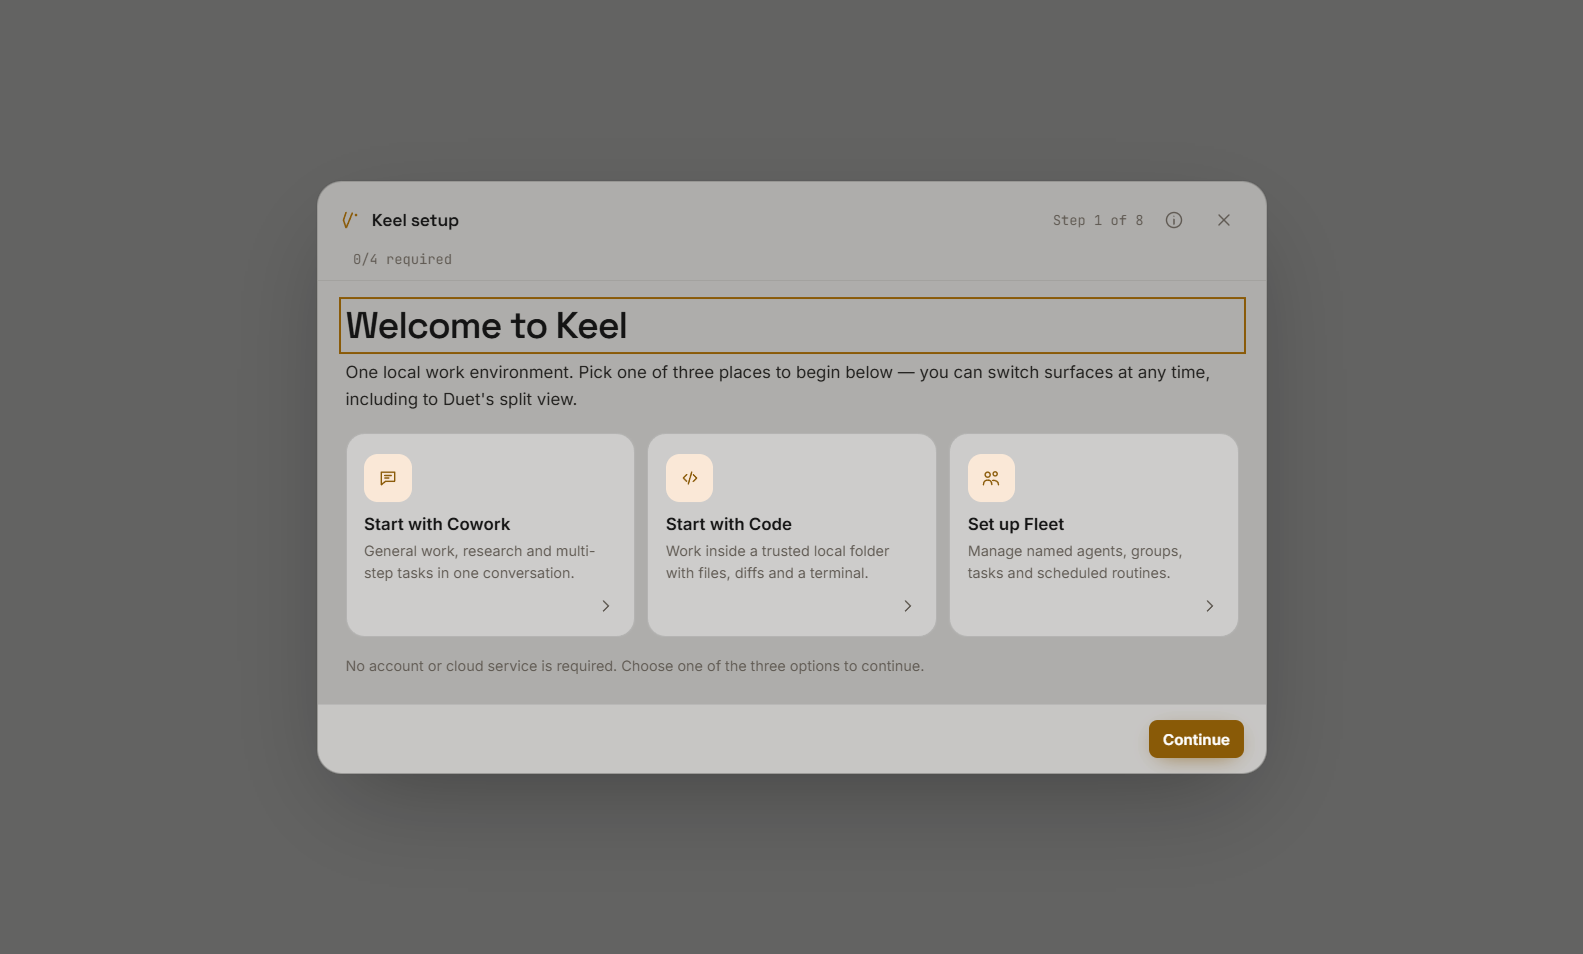 Keel setup
Step 1 of 8
0/4 required
Welcome to Keel
One local work environment. Pick one of three places to begin below — you can switch surfaces at any time,
including to Duet's split view.
Start with Cowork
General work, research and multi-
step tasks in one conversation.
Start with Code
Work inside a trusted local folder
with files, diffs and a terminal.
Set up Fleet
Manage named agents, groups,
tasks and scheduled routines.
No account or cloud service is required. Choose one of the three options to continue.
Continue